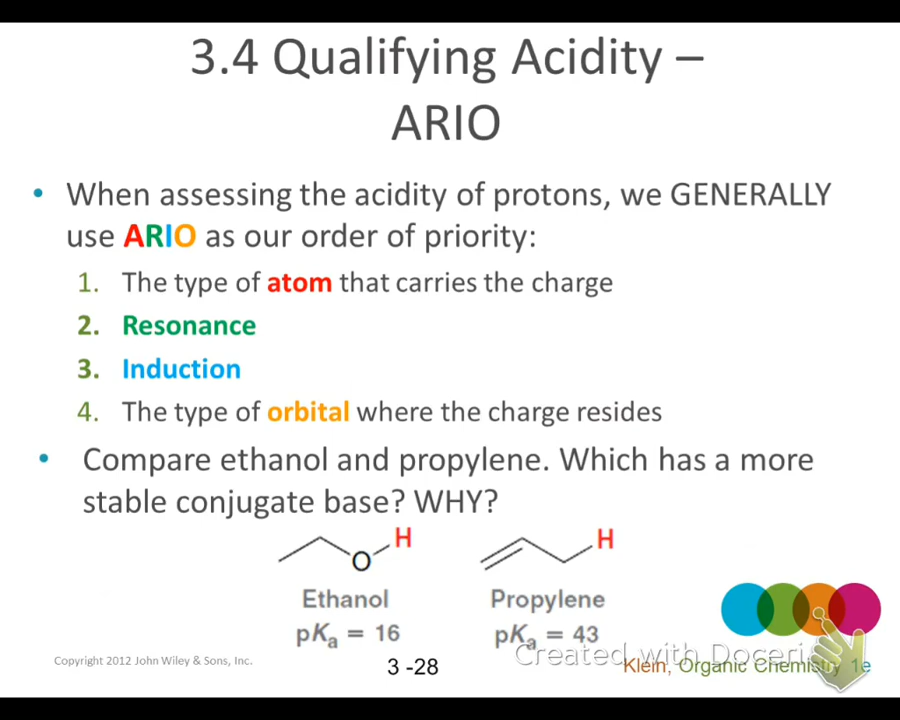 3.4 Qualifying Acidity –
ARIO
• When assessing the acidity of protons, we GENERALLY
use ARIO as our order of priority:
1. The type of atom that carries the charge
2. Resonance
3. Induction
4. The type of orbital where the charge resides
• Compare ethanol and propylene. Which has a more
stable conjugate base? WHY?
H H
O
Ethanol Propylene
pKa = 16 pKa = 43
Created with Doceri
Copyright 2012 John Wiley & Sons, Inc. 3 -28 Klein, Organic Chemistry 1e